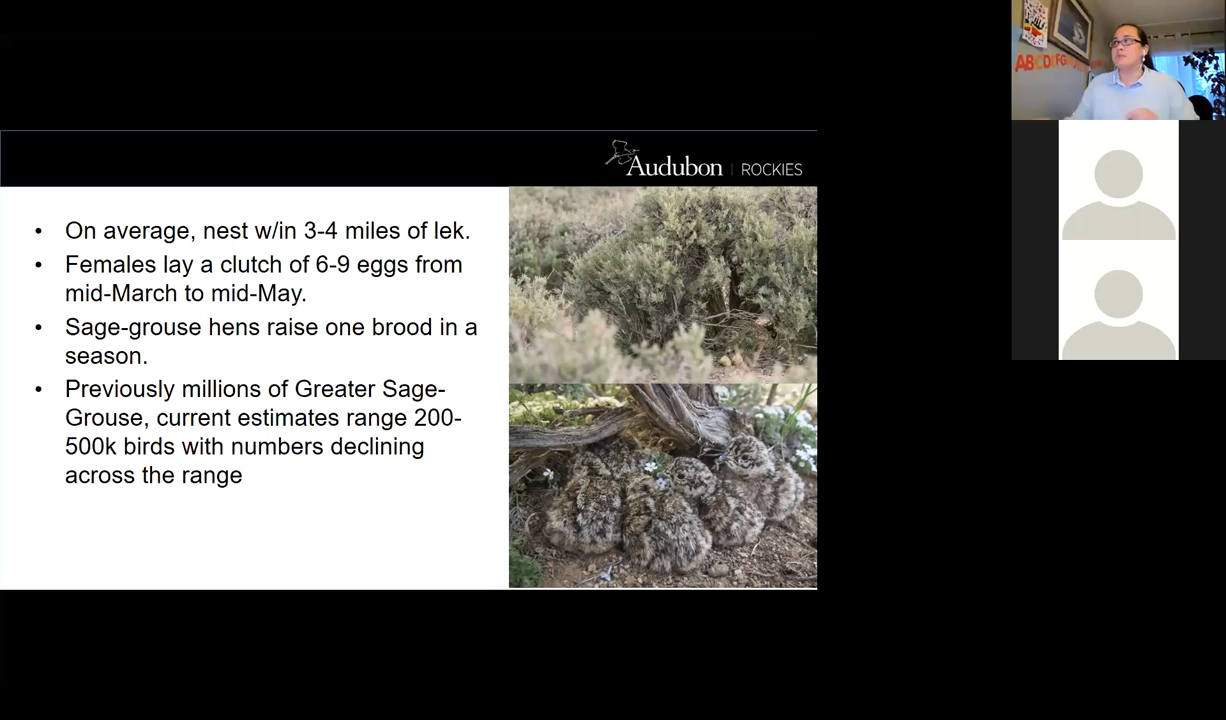 Audubon | ROCKIES
• On average, nest w/in 3-4 miles of lek.
• Females lay a clutch of 6-9 eggs from
mid-March to mid-May.
• Sage-grouse hens raise one brood in a
season.
• Previously millions of Greater Sage-
Grouse, current estimates range 200-
500k birds with numbers declining
across the range
ABCDEFG